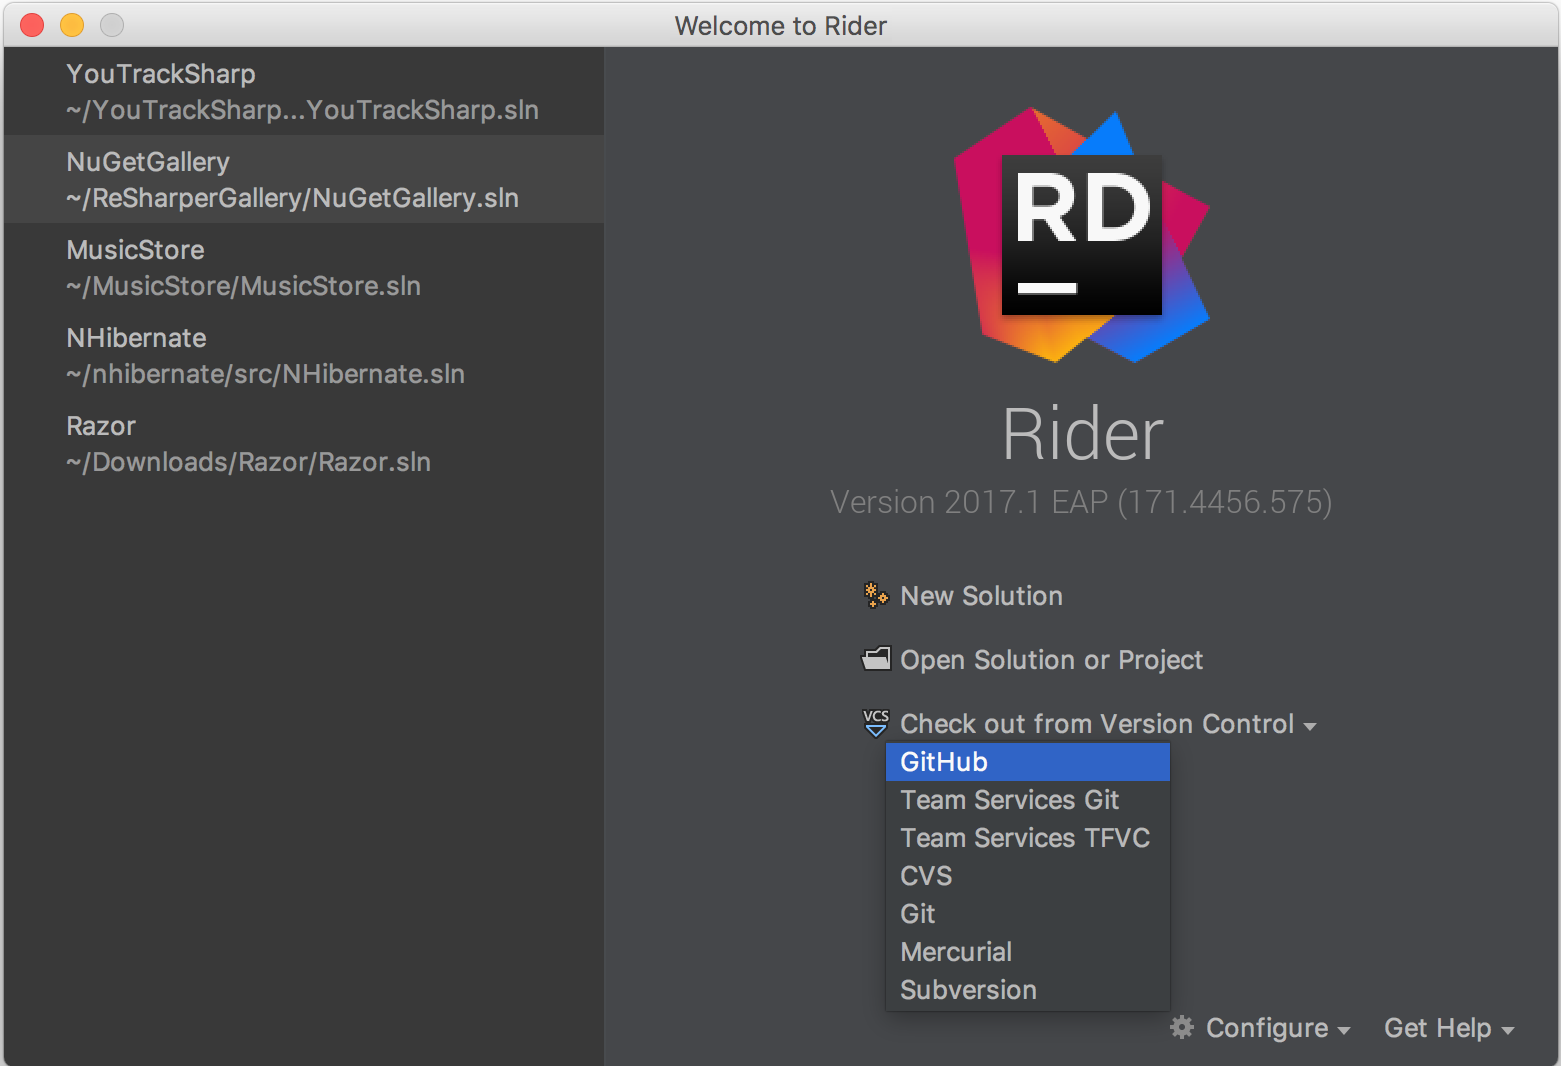 Welcome to Rider
YouTrackSharp
~/YouTrackSharp...YouTrackSharp.sln
NuGetGallery
~/ReSharperGallery/NuGetGallery.sln
MusicStore
~/MusicStore/MusicStore.sln
NHibernate
~/nhibernate/src/NHibernate.sln
Razor
~/Downloads/Razor/Razor.sln
RD
Rider
Version 2017.1 EAP (171.4456.575)
New Solution
Open Solution or Project
VCS Check out from Version Control
GitHub
Team Services Git
Team Services TFVC
CVS
Git
Mercurial
Subversion
Configure
Get Help